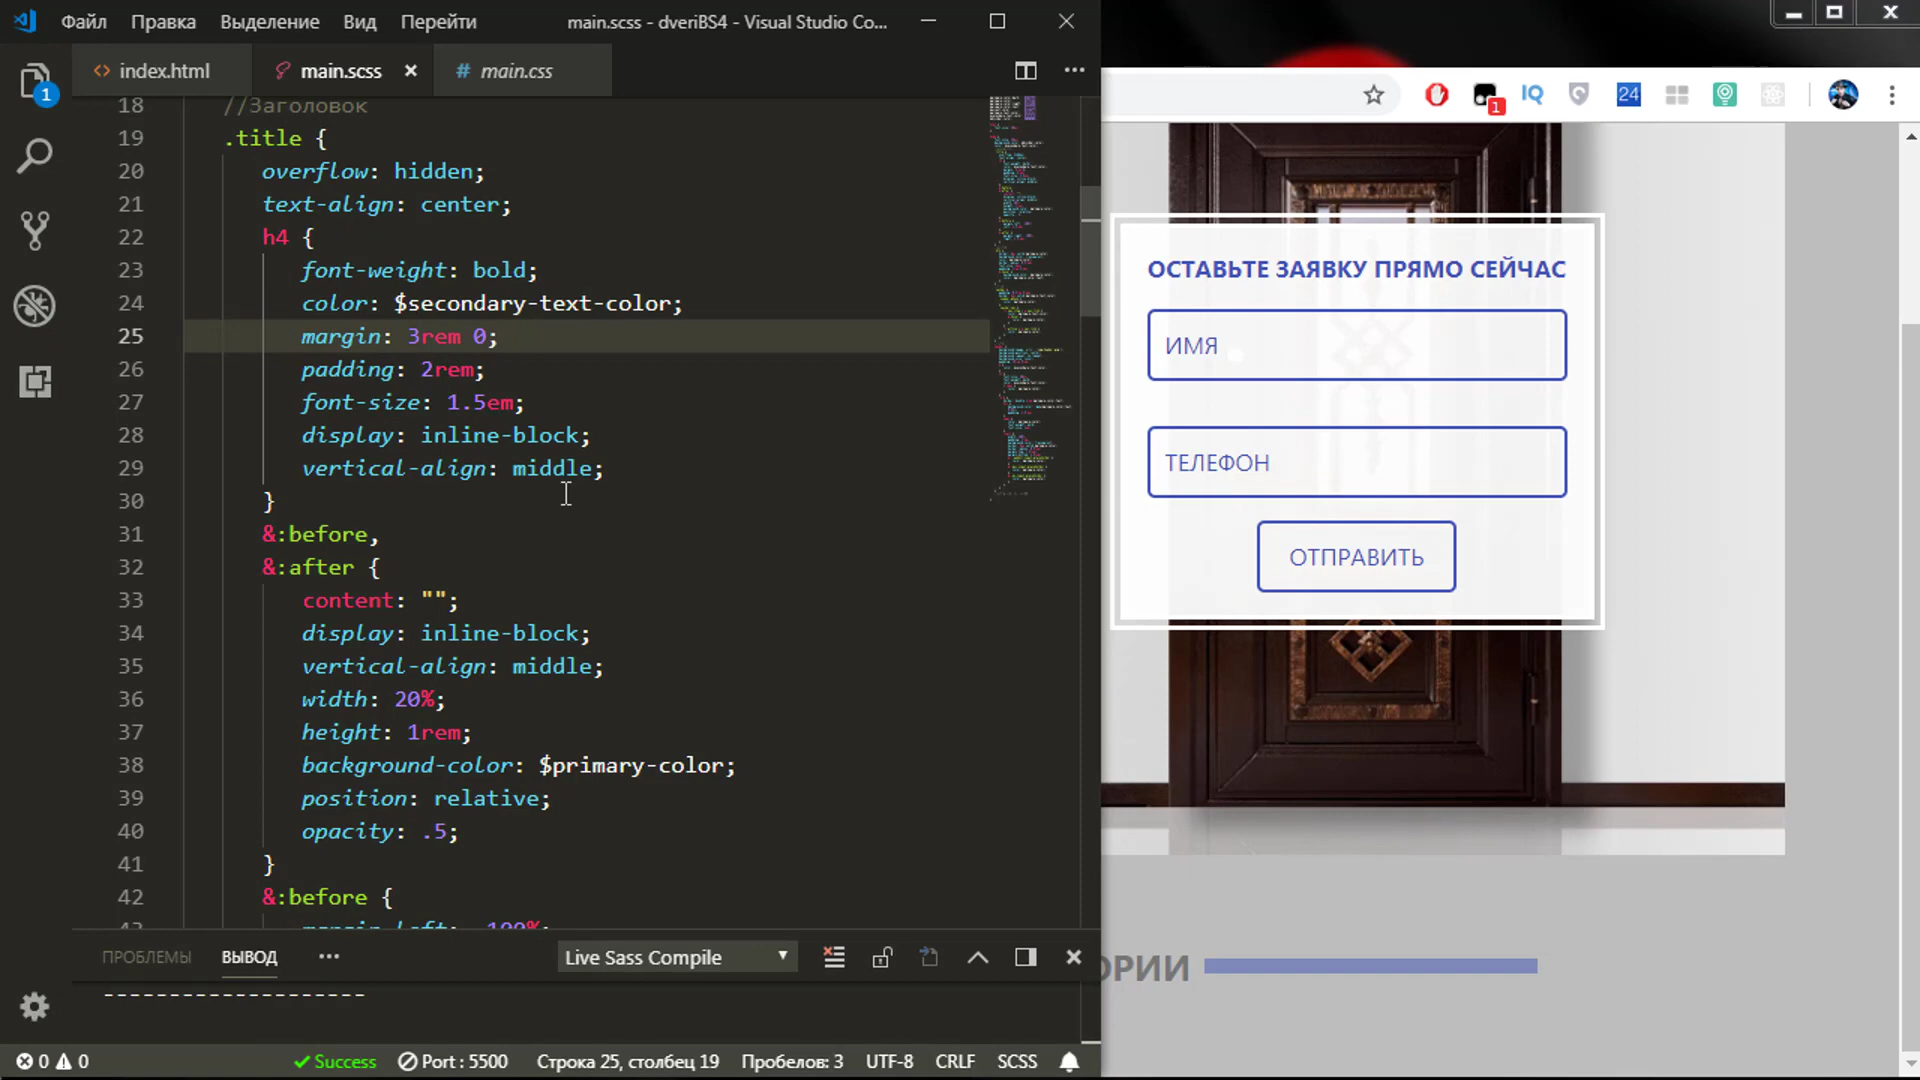 Файл Правка Выделение Вид Перейти main.scss - dveriBS4 - Visual Studio Co...
index.html main.scss main.css
1
18 //Заголовок
19 .title {
20 overflow: hidden;
21 text-align: center;
22 h4 {
23 font-weight: bold;
24 color: $secondary-text-color;
25 margin: 3rem 0;
26 padding: 2rem;
27 font-size: 1.5em;
28 display: inline-block;
29 vertical-align: middle;
30 }
31 &:before,
32 &:after {
33 content: "";
34 display: inline-block;
35 vertical-align: middle;
36 width: 20%;
37 height: 1rem;
38 background-color: $primary-color;
39 position: relative;
40 opacity: .5;
41 }
42 &:before {
ПРОБЛЕМЫ ВЫВОД Live Sass Compile
--------------------
0 0 Success Port : 5500 Строка 25, столбец 19 Пробелов: 3 UTF-8 CRLF SCSS
1 IQ 24
ОСТАВЬТЕ ЗАЯВКУ ПРЯМО СЕЙЧАС
ИМЯ
ТЕЛЕФОН
ОТПРАВИТЬ
ОРИИ